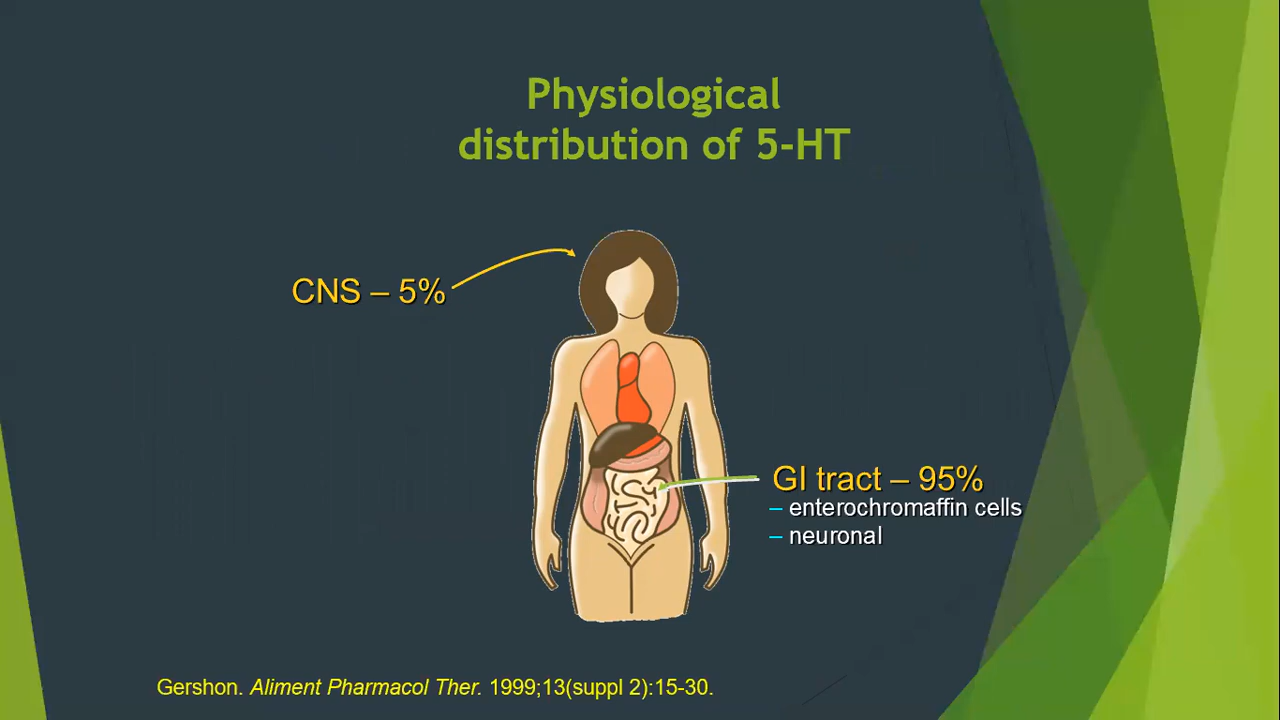 Physiological
distribution of 5-HT
CNS – 5%
GI tract – 95%
– enterochromaffin cells
– neuronal
Gershon. Aliment Pharmacol Ther. 1999;13(suppl 2):15-30.